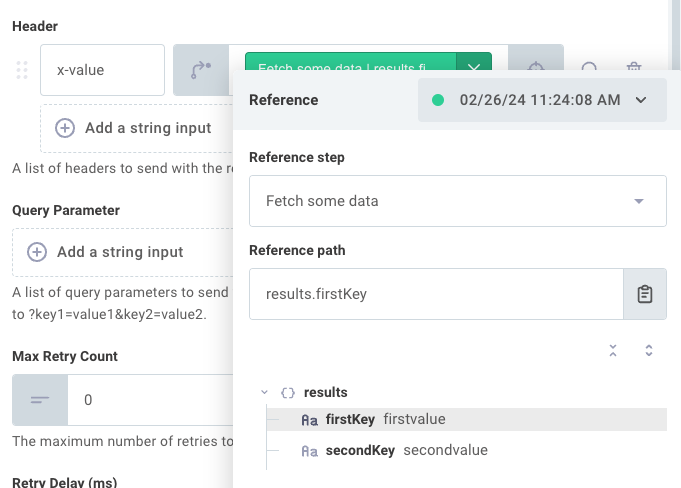 Header
x-value
Fetch some data | results.fi
Reference
02/26/24 11:24:08 AM
Add a string input
A list of headers to send with the
Reference step
Fetch some data
Query Parameter
Reference path
Add a string input
results.firstKey
A list of query parameters to send
to ?key1=value1&key2=value2.
Max Retry Count
0
results
Aa firstKey firstvalue
The maximum number of retries to
Aa secondKey secondvalue
Retry Delay (ms)